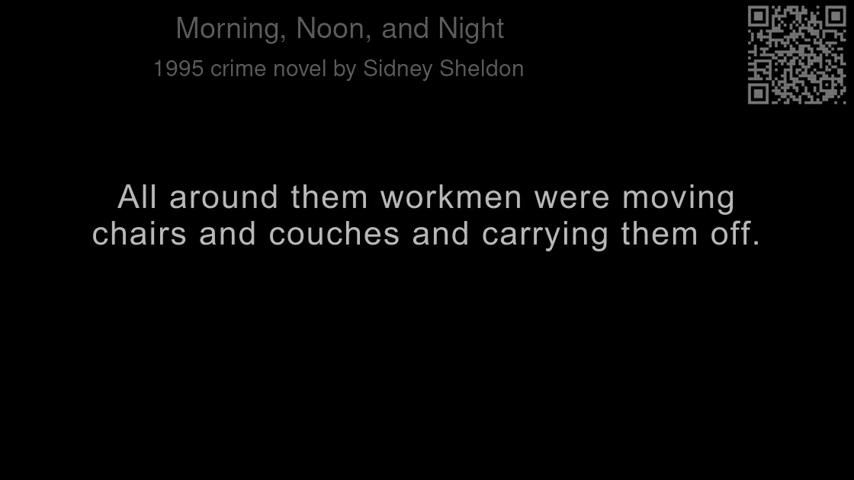 Morning, Noon, and Night
1995 crime novel by Sidney Sheldon
All around them workmen were moving
chairs and couches and carrying them off.